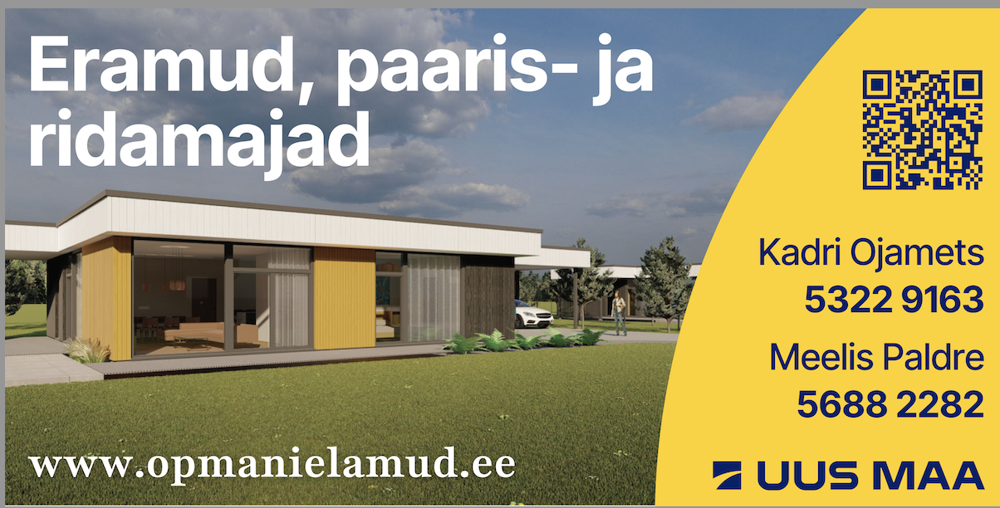 Eramud, paaris- ja
ridamajad
Kadri Ojamets
5322 9163
Meelis Paldre
5688 2282
www.opmanielamud.ee
UUS MAA